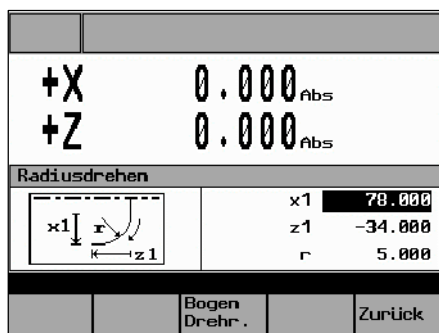 +X 0.000 Abs
+Z 0.000 Abs
Radiusdrehen
x1 r z1
x1 78.000
z1 -34.000
r 5.000
Bogen
Drehr.
Zurück